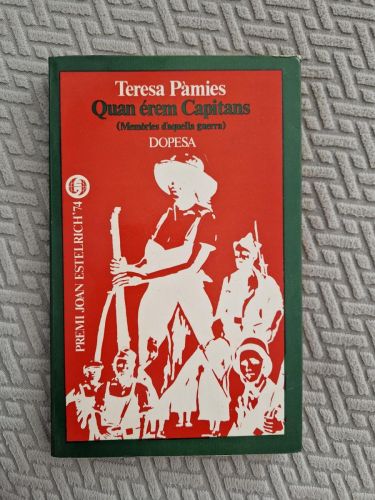 Teresa Pàmies
Quan érem Capitans
(Memòries d'aquella guerra)
DOPESA
PREMI JOAN ESTELRICH '74